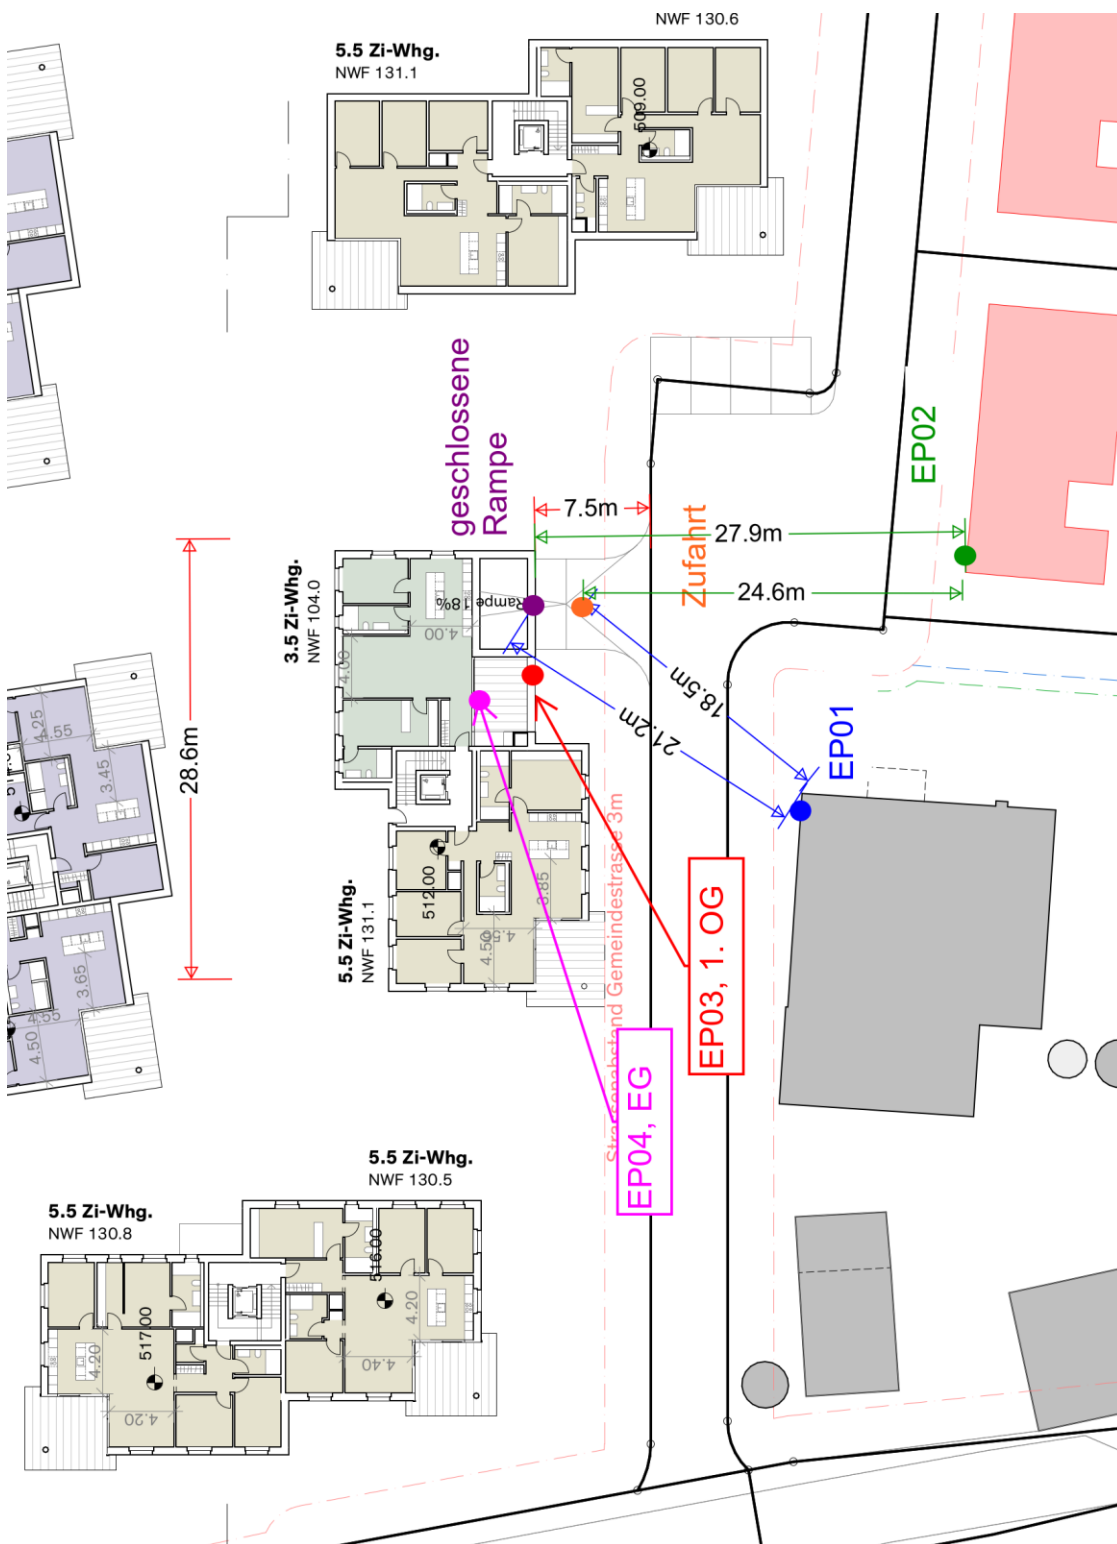 NWF 130.6
5.5 Zi-Whg.
NWF 131.1
509.00
geschlossene
Rampe
EP02
7.5m
27.9m
Zufahrt
24.6m
3.5 Zi-Whg.
NWF 104.0
Rampe
18%
4.00
4.00
18.5m
21.2m
EP01
4.25
4.55
3.45
28.6m
Strassenabstand Gemeindestrasse 3m
512.00
3.85
4.50
5.5 Zi-Whg.
NWF 131.1
3.65
4.55
4.50
EP03, 1. OG
EP04, EG
5.5 Zi-Whg.
NWF 130.5
5.5 Zi-Whg.
NWF 130.8
516.00
4.20
517.00
4.20
4.40
4.20